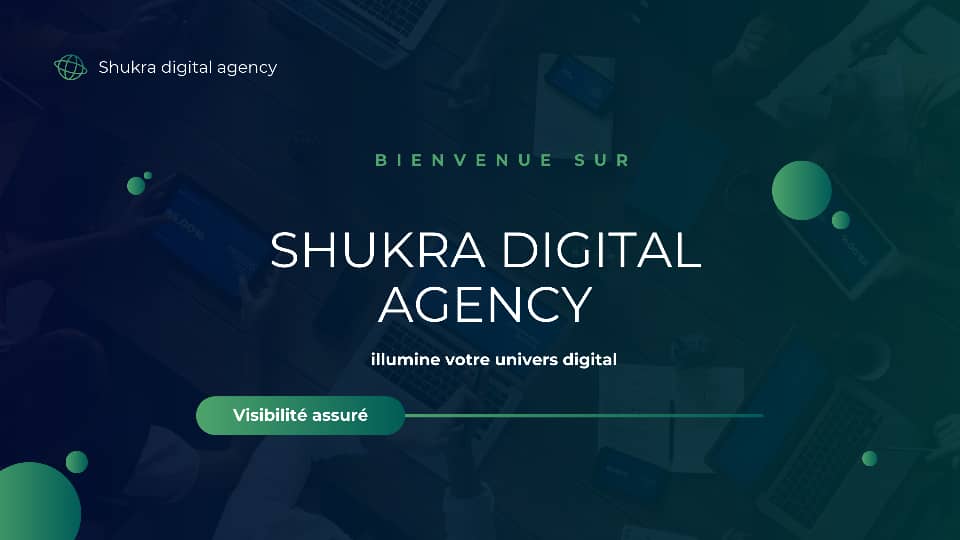 Shukra digital agency
BIENVENUE SUR
SHUKRA DIGITAL
AGENCY
illumine votre univers digital
Visibilité assuré